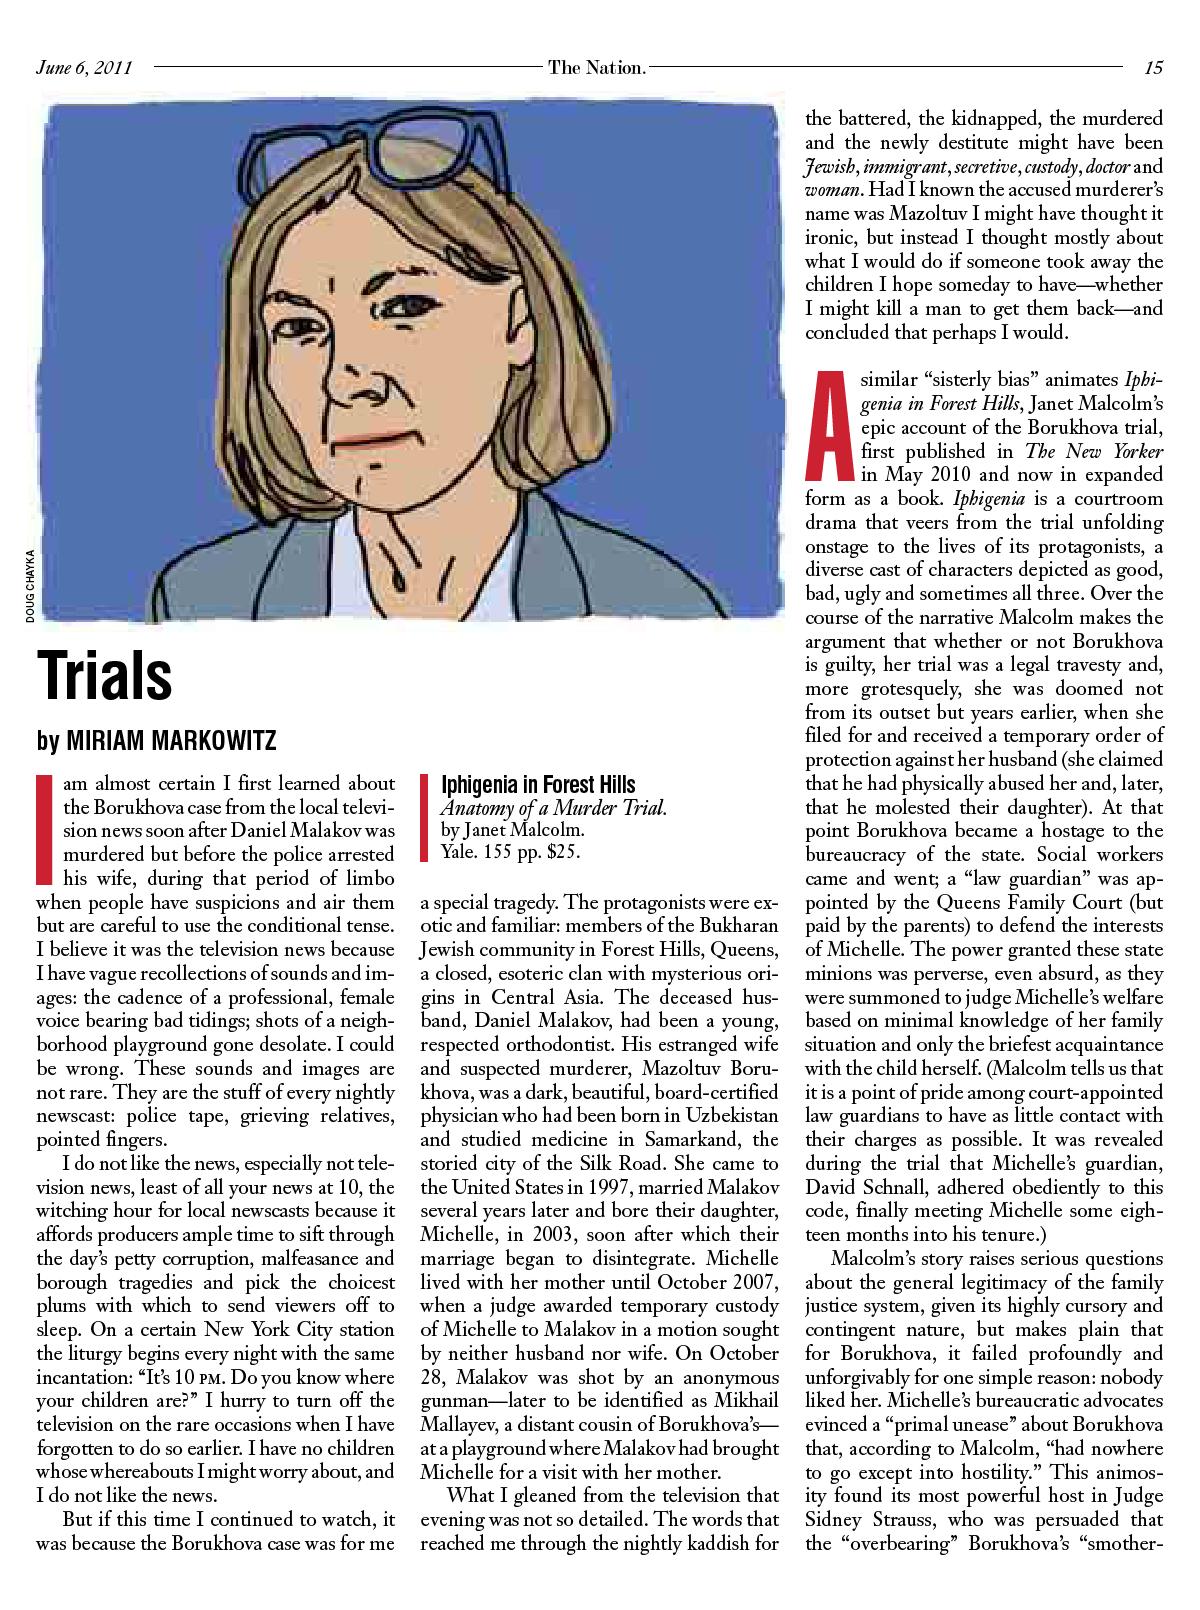 June 6, 2011
The Nation.
15
DOUG CHAYKA
Trials
by MIRIAM MARKOWITZ
I am almost certain I first learned about
the Borukhova case from the local televi-
sion news soon after Daniel Malakov was
murdered but before the police arrested
his wife, during that period of limbo
when people have suspicions and air them
but are careful to use the conditional tense.
I believe it was the television news because
I have vague recollections of sounds and im-
ages: the cadence of a professional, female
voice bearing bad tidings; shots of a neigh-
borhood playground gone desolate. I could
be wrong. These sounds and images are
not rare. They are the stuff of every nightly
newscast: police tape, grieving relatives,
pointed fingers.
I do not like the news, especially not tele-
vision news, least of all your news at 10, the
witching hour for local newscasts because it
affords producers ample time to sift through
the day's petty corruption, malfeasance and
borough tragedies and pick the choicest
plums with which to send viewers off to
sleep. On a certain New York City station
the liturgy begins every night with the same
incantation: “It's 10 PM. Do you know where
your children are?” I hurry to turn off the
television on the rare occasions when I have
forgotten to do so earlier. I have no children
whose whereabouts I might worry about, and
I do not like the news.
But if this time I continued to watch, it
was because the Borukhova case was for me
Iphigenia in Forest Hills
Anatomy of a Murder Trial.
by Janet Malcolm.
Yale. 155 pp. $25.
a special tragedy. The protagonists were ex-
otic and familiar: members of the Bukharan
Jewish community in Forest Hills, Queens,
a closed, esoteric clan with mysterious ori-
gins in Central Asia. The deceased hus-
band, Daniel Malakov, had been a young,
respected orthodontist. His estranged wife
and suspected murderer, Mazoltuv Boru-
khova, was a dark, beautiful, board-certified
physician who had been born in Uzbekistan
and studied medicine in Samarkand, the
storied city of the Silk Road. She came to
the United States in 1997, married Malakov
several years later and bore their daughter,
Michelle, in 2003, soon after which their
marriage began to disintegrate. Michelle
lived with her mother until October 2007,
when a judge awarded temporary custody
of Michelle to Malakov in a motion sought
by neither husband nor wife. On October
28, Malakov was shot by an anonymous
gunman—later to be identified as Mikhail
Mallayev, a distant cousin of Borukhova's—
at a playground where Malakov had brought
Michelle for a visit with her mother.
What I gleaned from the television that
evening was not so detailed. The words that
reached me through the nightly kaddish for
the battered, the kidnapped, the murdered
and the newly destitute might have been
Jewish, immigrant, secretive, custody, doctor and
woman. Had I known the accused murderer's
name was Mazoltuv I might have thought it
ironic, but instead I thought mostly about
what I would do if someone took away the
children I hope someday to have—whether
I might kill a man to get them back—and
concluded that perhaps I would.
A similar “sisterly bias” animates Iphi-
genia in Forest Hills, Janet Malcolm's
epic account of the Borukhova trial,
first published in The New Yorker
in May 2010 and now in expanded
form as a book. Iphigenia is a courtroom
drama that veers from the trial unfolding
onstage to the lives of its protagonists, a
diverse cast of characters depicted as good,
bad, ugly and sometimes all three. Over the
course of the narrative Malcolm makes the
argument that whether or not Borukhova
is guilty, her trial was a legal travesty and,
more grotesquely, she was doomed not
from its outset but years earlier, when she
filed for and received a temporary order of
protection against her husband (she claimed
that he had physically abused her and, later,
that he molested their daughter). At that
point Borukhova became a hostage to the
bureaucracy of the state. Social workers
came and went; a “law guardian” was ap-
pointed by the Queens Family Court (but
paid by the parents) to defend the interests
of Michelle. The power granted these state
minions was perverse, even absurd, as they
were summoned to judge Michelle's welfare
based on minimal knowledge of her family
situation and only the briefest acquaintance
with the child herself. (Malcolm tells us that
it is a point of pride among court-appointed
law guardians to have as little contact with
their charges as possible. It was revealed
during the trial that Michelle's guardian,
David Schnall, adhered obediently to this
code, finally meeting Michelle some eigh-
teen months into his tenure.)
Malcolm's story raises serious questions
about the general legitimacy of the family
justice system, given its highly cursory and
contingent nature, but makes plain that
for Borukhova, it failed profoundly and
unforgivably for one simple reason: nobody
liked her. Michelle's bureaucratic advocates
evinced a “primal unease” about Borukhova
that, according to Malcolm, “had nowhere
to go except into hostility.” This animos-
ity found its most powerful host in Judge
Sidney Strauss, who was persuaded that
the “overbearing” Borukhova's “smother-